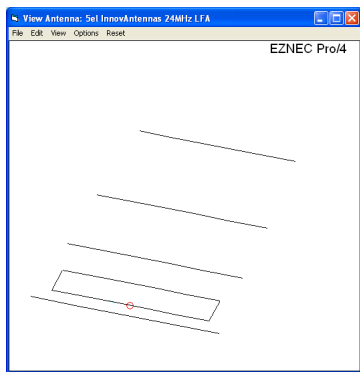 View Antenna: 5el InnovAntennas 24MHz LFA
File Edit View Options Reset
EZNEC Pro/4